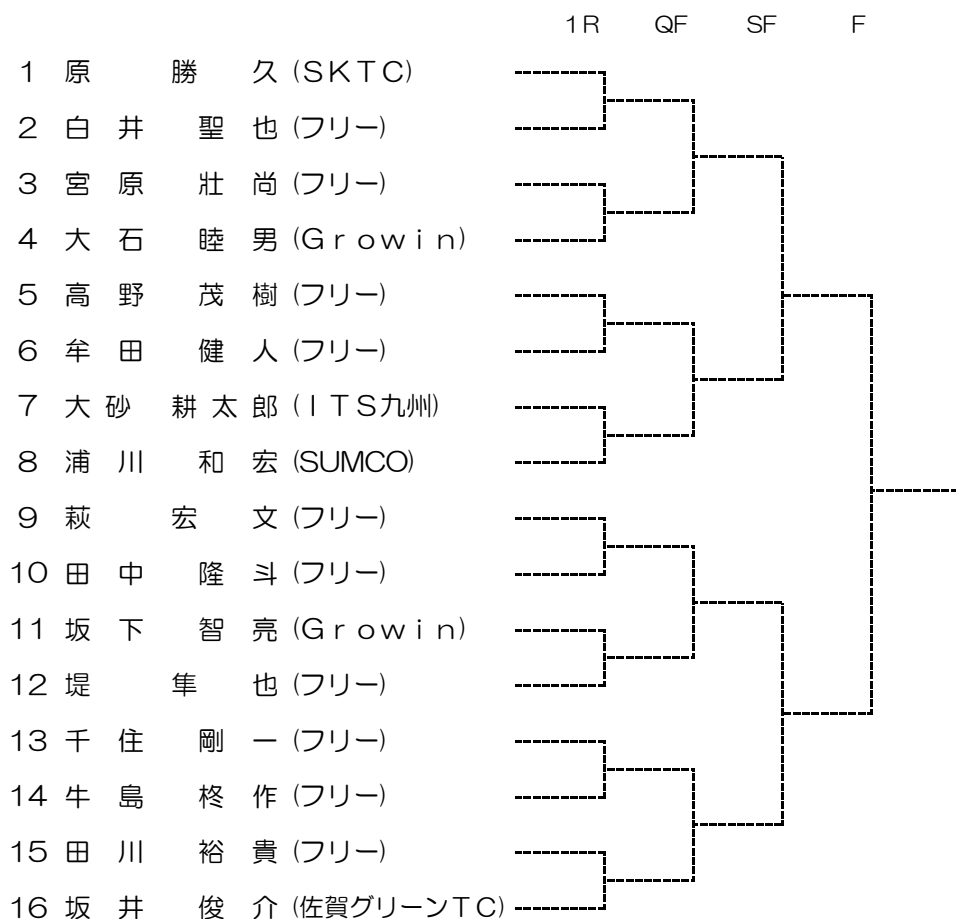 1R QF SF F
1 原 勝 久 (SKTC)
2 白 井 聖 也 (フリー)
3 宮 原 壯 尚 (フリー)
4 大 石 睦 男 (Growin)
5 高 野 茂 樹 (フリー)
6 牟 田 健 人 (フリー)
7 大 砂 耕 太 郎 (ITS九州)
8 浦 川 和 宏 (SUMCO)
9 萩 宏 文 (フリー)
10 田 中 隆 斗 (フリー)
11 坂 下 智 亮 (Growin)
12 堤 隼 也 (フリー)
13 千 住 剛 一 (フリー)
14 牛 島 柊 作 (フリー)
15 田 川 裕 貴 (フリー)
16 坂 井 俊 介 (佐賀グリーンTC)